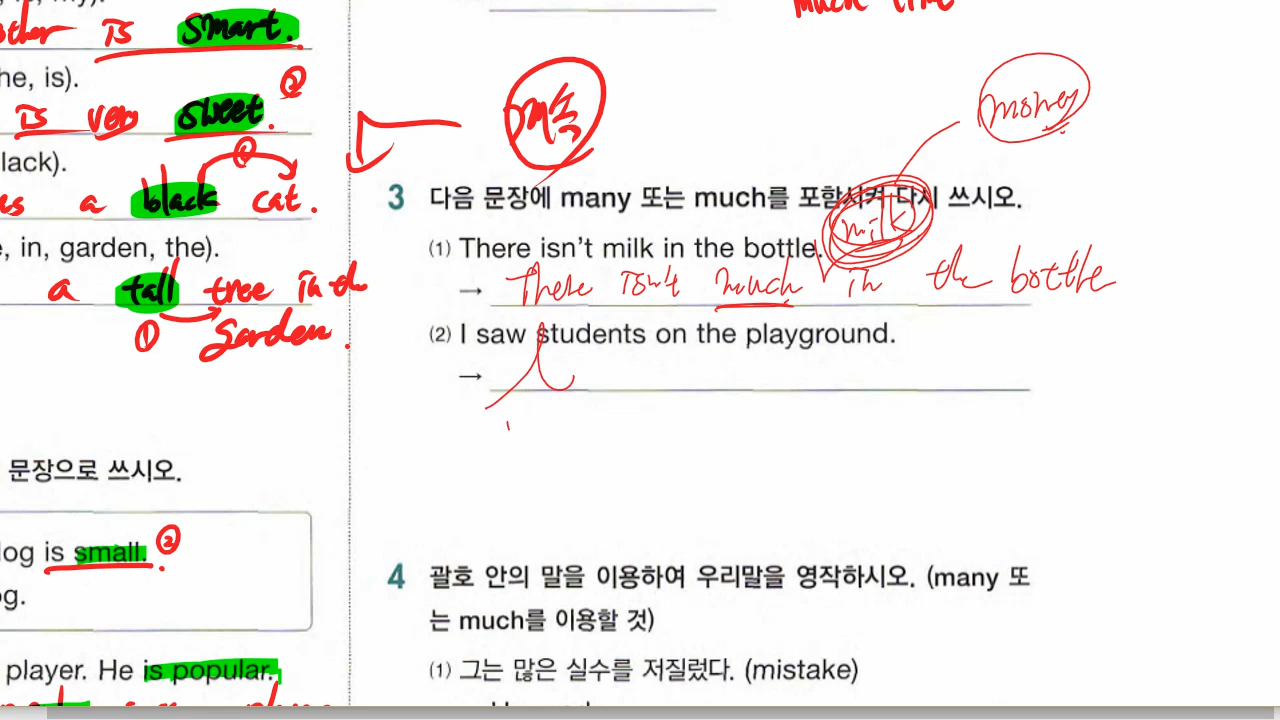 is smart.
he, is).
is very sweet. ②
lack).
a black cat. ①
, in, garden, the).
a tall tree in the
① garden.
문장으로 쓰시오.
log is small. ②
og.
player. He is popular.
much
money
3 다음 문장에 many 또는 much를 포함시켜 다시 쓰시오.
milk
(1) There isn't milk in the bottle.
→ There isn't much in the bottle
(2) I saw students on the playground.
→
4 괄호 안의 말을 이용하여 우리말을 영작하시오. (many 또
는 much를 이용할 것)
(1) 그는 많은 실수를 저질렀다. (mistake)